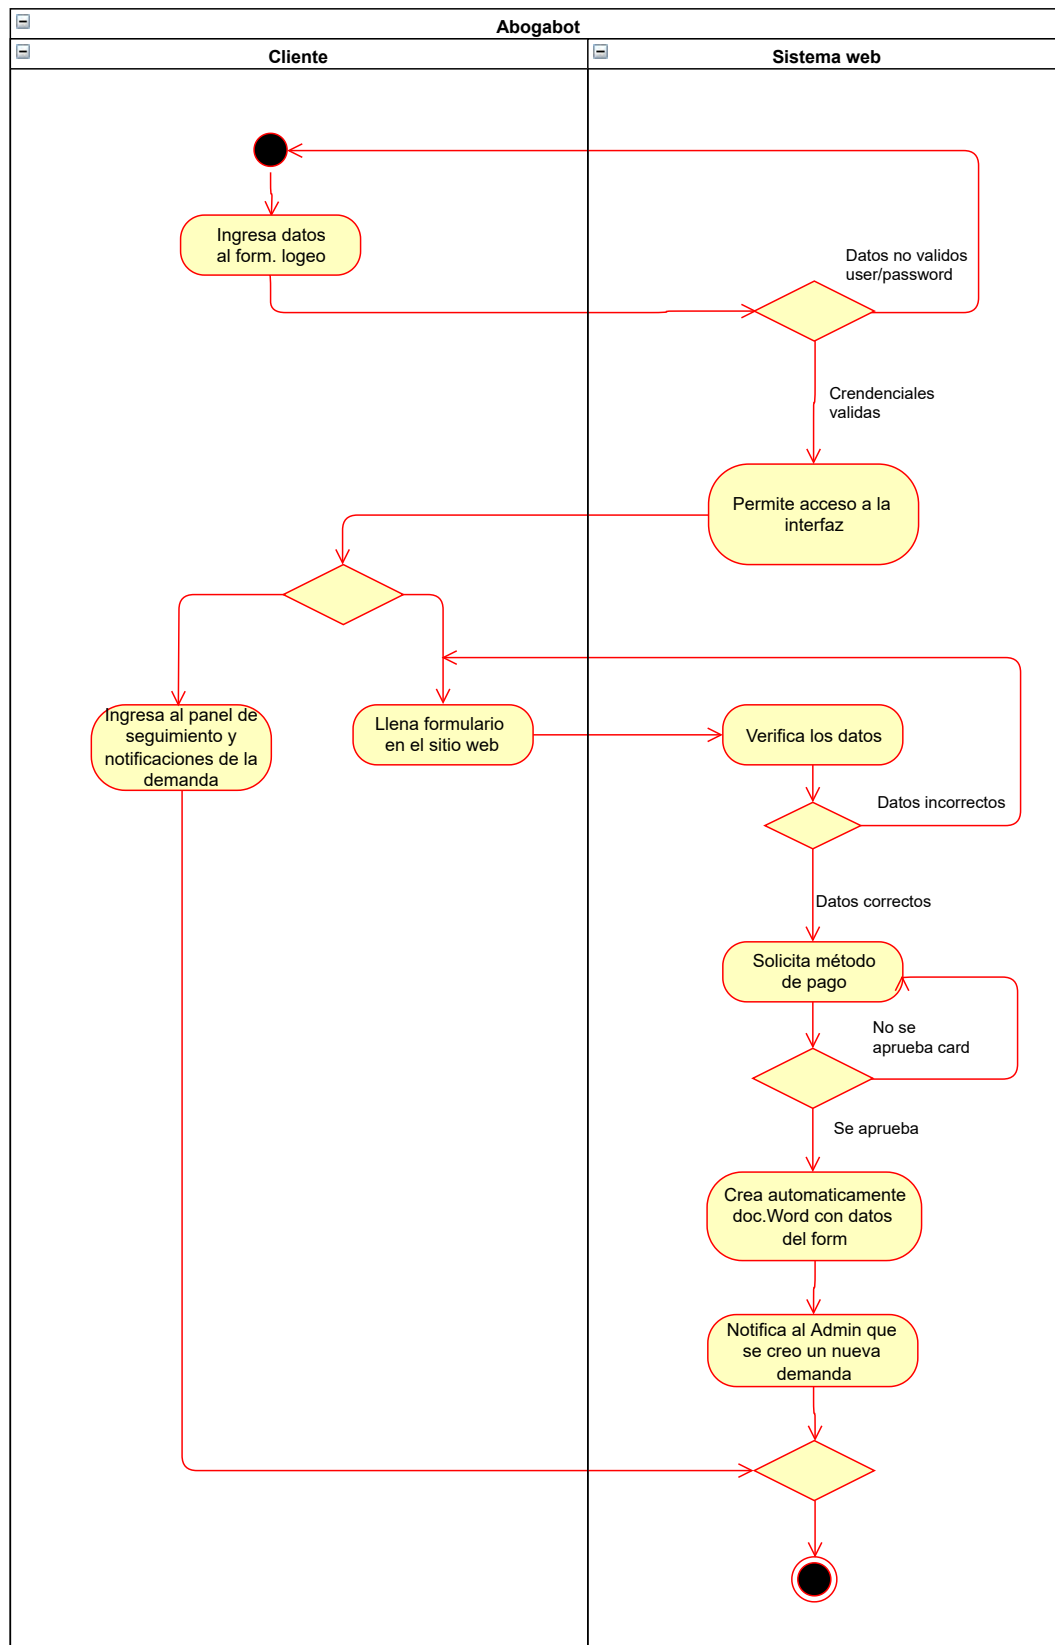 Abogabot
Cliente
Sistema web
Ingresa datos
al form. logeo
Datos no validos
user/password
Crendenciales
validas
Permite acceso a la
interfaz
Ingresa al panel de
seguimiento y
notificaciones de la
demanda
Llena formulario
en el sitio web
Verifica los datos
Datos incorrectos
Datos correctos
Solicita método
de pago
No se
aprueba card
Se aprueba
Crea automaticamente
doc.Word con datos
del form
Notifica al Admin que
se creo un nueva
demanda